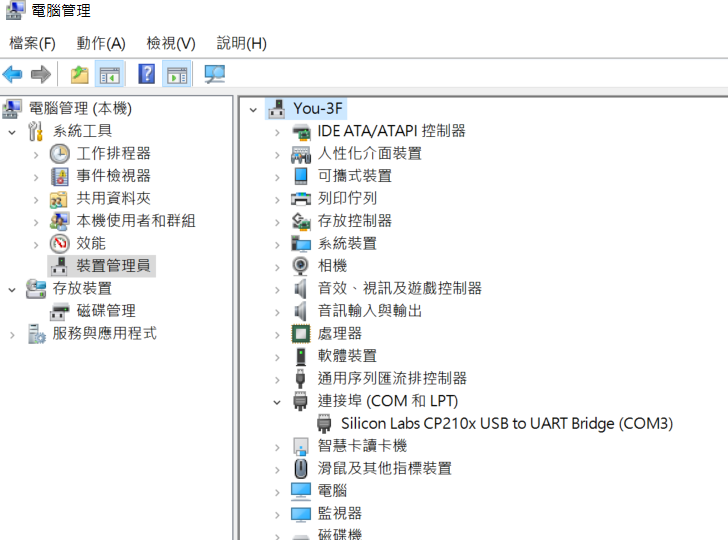 電腦管理
檔案(F) 動作(A) 檢視(V) 說明(H)
電腦管理 (本機)
系統工具
工作排程器
事件檢視器
共用資料夾
本機使用者和群組
效能
裝置管理員
存放裝置
磁碟管理
服務與應用程式
You-3F
IDE ATA/ATAPI 控制器
人性化介面裝置
可攜式裝置
列印佇列
存放控制器
系統裝置
相機
音效、視訊及遊戲控制器
音訊輸入與輸出
處理器
軟體裝置
通用序列匯流排控制器
連接埠 (COM 和 LPT)
Silicon Labs CP210x USB to UART Bridge (COM3)
智慧卡讀卡機
滑鼠及其他指標裝置
電腦
監視器
磁碟機